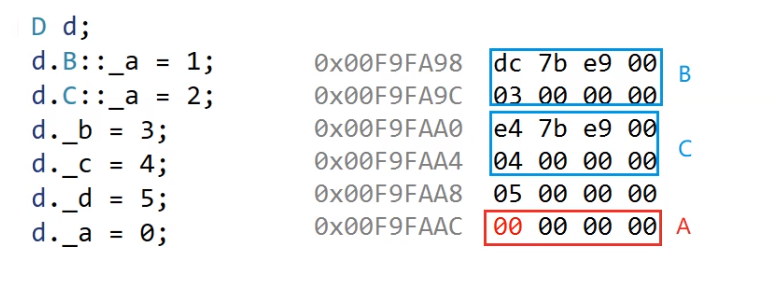 D d;
d.B::_a = 1;
d.C::_a = 2;
d._b = 3;
d._c = 4;
d._d = 5;
d._a = 0;
0x00F9FA98 dc 7b e9 00
0x00F9FA9C 03 00 00 00
B
0x00F9FAA0 e4 7b e9 00
0x00F9FAA4 04 00 00 00
C
0x00F9FAA8 05 00 00 00
0x00F9FAAC 00 00 00 00 A